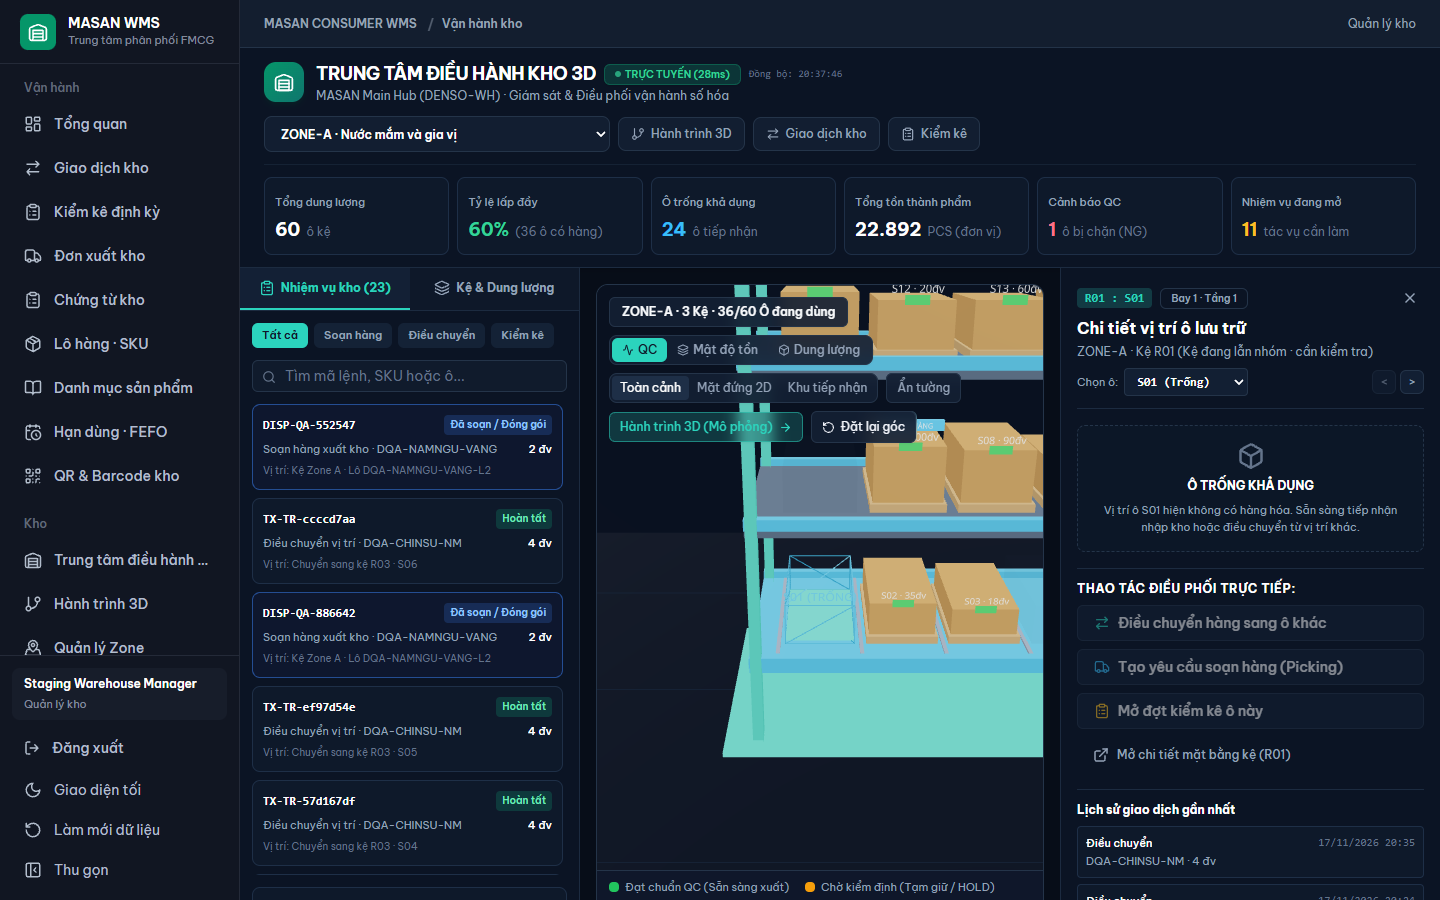 MASAN WMS
Trung tâm phân phối FMCG
Vận hành
Tổng quan
Giao dịch kho
Kiểm kê định kỳ
Đơn xuất kho
Chứng từ kho
Lô hàng · SKU
Danh mục sản phẩm
Hạn dùng · FEFO
QR & Barcode kho
Kho
Trung tâm điều hành ...
Hành trình 3D
Quản lý Zone
Staging Warehouse Manager
Quản lý kho
Đăng xuất
Giao diện tối
Làm mới dữ liệu
Thu gọn
MASAN CONSUMER WMS / Vận hành kho
Quản lý kho
TRUNG TÂM ĐIỀU HÀNH KHO 3D
TRỰC TUYẾN (28ms)
Đồng bộ: 20:37:46
MASAN Main Hub (DENSO-WH) · Giám sát & Điều phối vận hành số hóa
ZONE-A · Nước mắm và gia vị
Hành trình 3D
Giao dịch kho
Kiểm kê
Tổng dung lượng
60 ô kệ
Tỷ lệ lấp đầy
60% (36 ô có hàng)
Ô trống khả dụng
24 ô tiếp nhận
Tổng tồn thành phẩm
22.892 PCS (đơn vị)
Cảnh báo QC
1 ô bị chặn (NG)
Nhiệm vụ đang mở
11 tác vụ cần làm
Nhiệm vụ kho (23)
Kệ & Dung lượng
Tất cả
Soạn hàng
Điều chuyển
Kiểm kê
Tìm mã lệnh, SKU hoặc ô...
DISP-QA-552547
Đã soạn / Đóng gói
Soạn hàng xuất kho · DQA-NAMNGU-VANG
2 đv
Vị trí: Kệ Zone A · Lô DQA-NAMNGU-VANG-L2
TX-TR-ccccd7aa
Hoàn tất
Điều chuyển vị trí · DQA-CHINSU-NM
4 đv
Vị trí: Chuyển sang kệ R03 · S06
DISP-QA-886642
Đã soạn / Đóng gói
Soạn hàng xuất kho · DQA-NAMNGU-VANG
2 đv
Vị trí: Kệ Zone A · Lô DQA-NAMNGU-VANG-L2
TX-TR-ef97d54e
Hoàn tất
Điều chuyển vị trí · DQA-CHINSU-NM
4 đv
Vị trí: Chuyển sang kệ R03 · S05
TX-TR-57d167df
Hoàn tất
Điều chuyển vị trí · DQA-CHINSU-NM
4 đv
Vị trí: Chuyển sang kệ R03 · S04
S12 · 20đv
S13 · 60đv
ZONE-A · 3 Kệ · 36/60 Ô đang dùng
QC
Mật độ tồn
Dung lượng
Toàn cảnh
Mặt đứng 2D
Khu tiếp nhận
Ẩn tường
Hành trình 3D (Mô phỏng) →
Đặt lại góc
S08 · 90đv
S02 · 35đv
S03 · 18đv
Đạt chuẩn QC (Sẵn sàng xuất)
Chờ kiểm định (Tạm giữ / HOLD)
R01 : S01
Bay 1 · Tầng 1
Chi tiết vị trí ô lưu trữ
ZONE-A · Kệ R01 (Kệ đang lẫn nhóm · cần kiểm tra)
Chọn ô:
S01 (Trống)
<
>
Ô TRỐNG KHẢ DỤNG
Vị trí ô S01 hiện không có hàng hóa. Sẵn sàng tiếp nhận
nhập kho hoặc điều chuyển từ vị trí khác.
THAO TÁC ĐIỀU PHỐI TRỰC TIẾP:
Điều chuyển hàng sang ô khác
Tạo yêu cầu soạn hàng (Picking)
Mở đợt kiểm kê ô này
Mở chi tiết mặt bằng kệ (R01)
Lịch sử giao dịch gần nhất
Điều chuyển
17/11/2026 20:35
DQA-CHINSU-NM · 4 đv